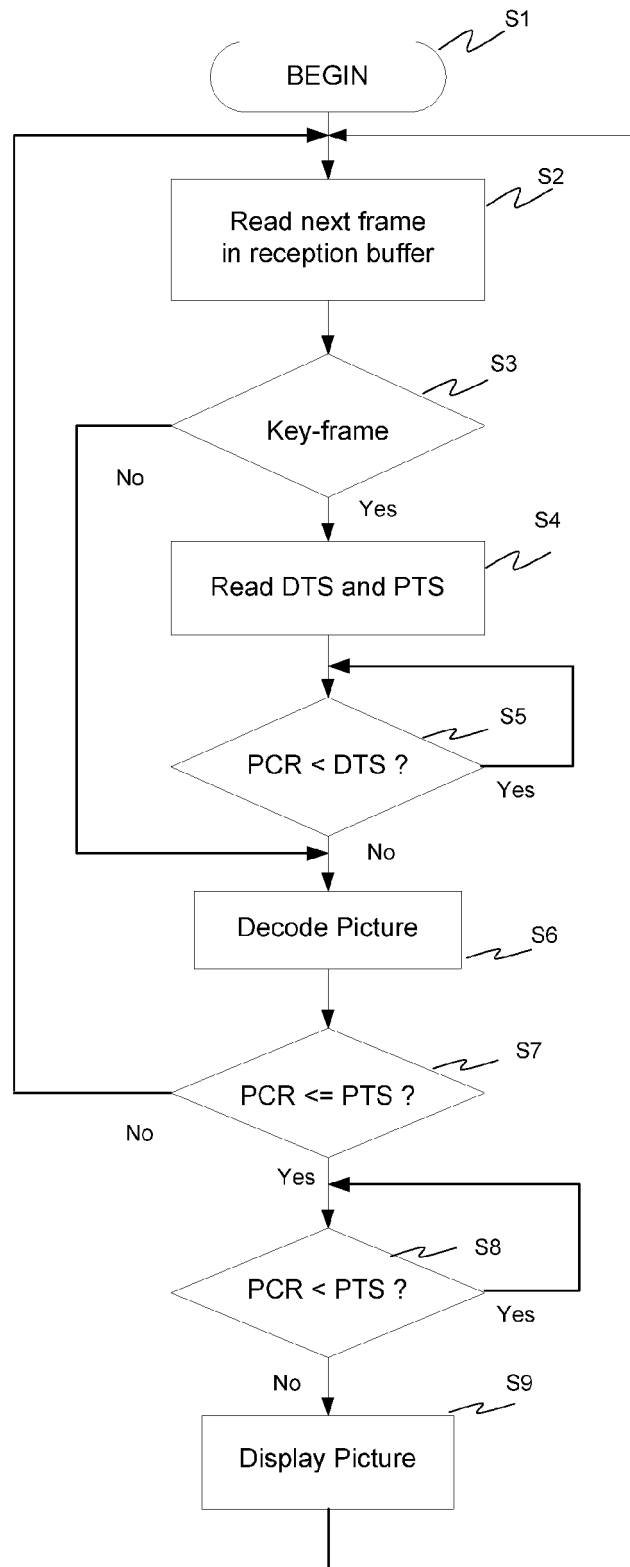 S1
BEGIN
S2
Read next frame
in reception buffer
S3
Key-frame
No
Yes
S4
Read DTS and PTS
S5
PCR < DTS ?
Yes
No
Decode Picture
S6
S7
PCR <= PTS ?
No
Yes
S8
PCR < PTS ?
Yes
No
S9
Display Picture